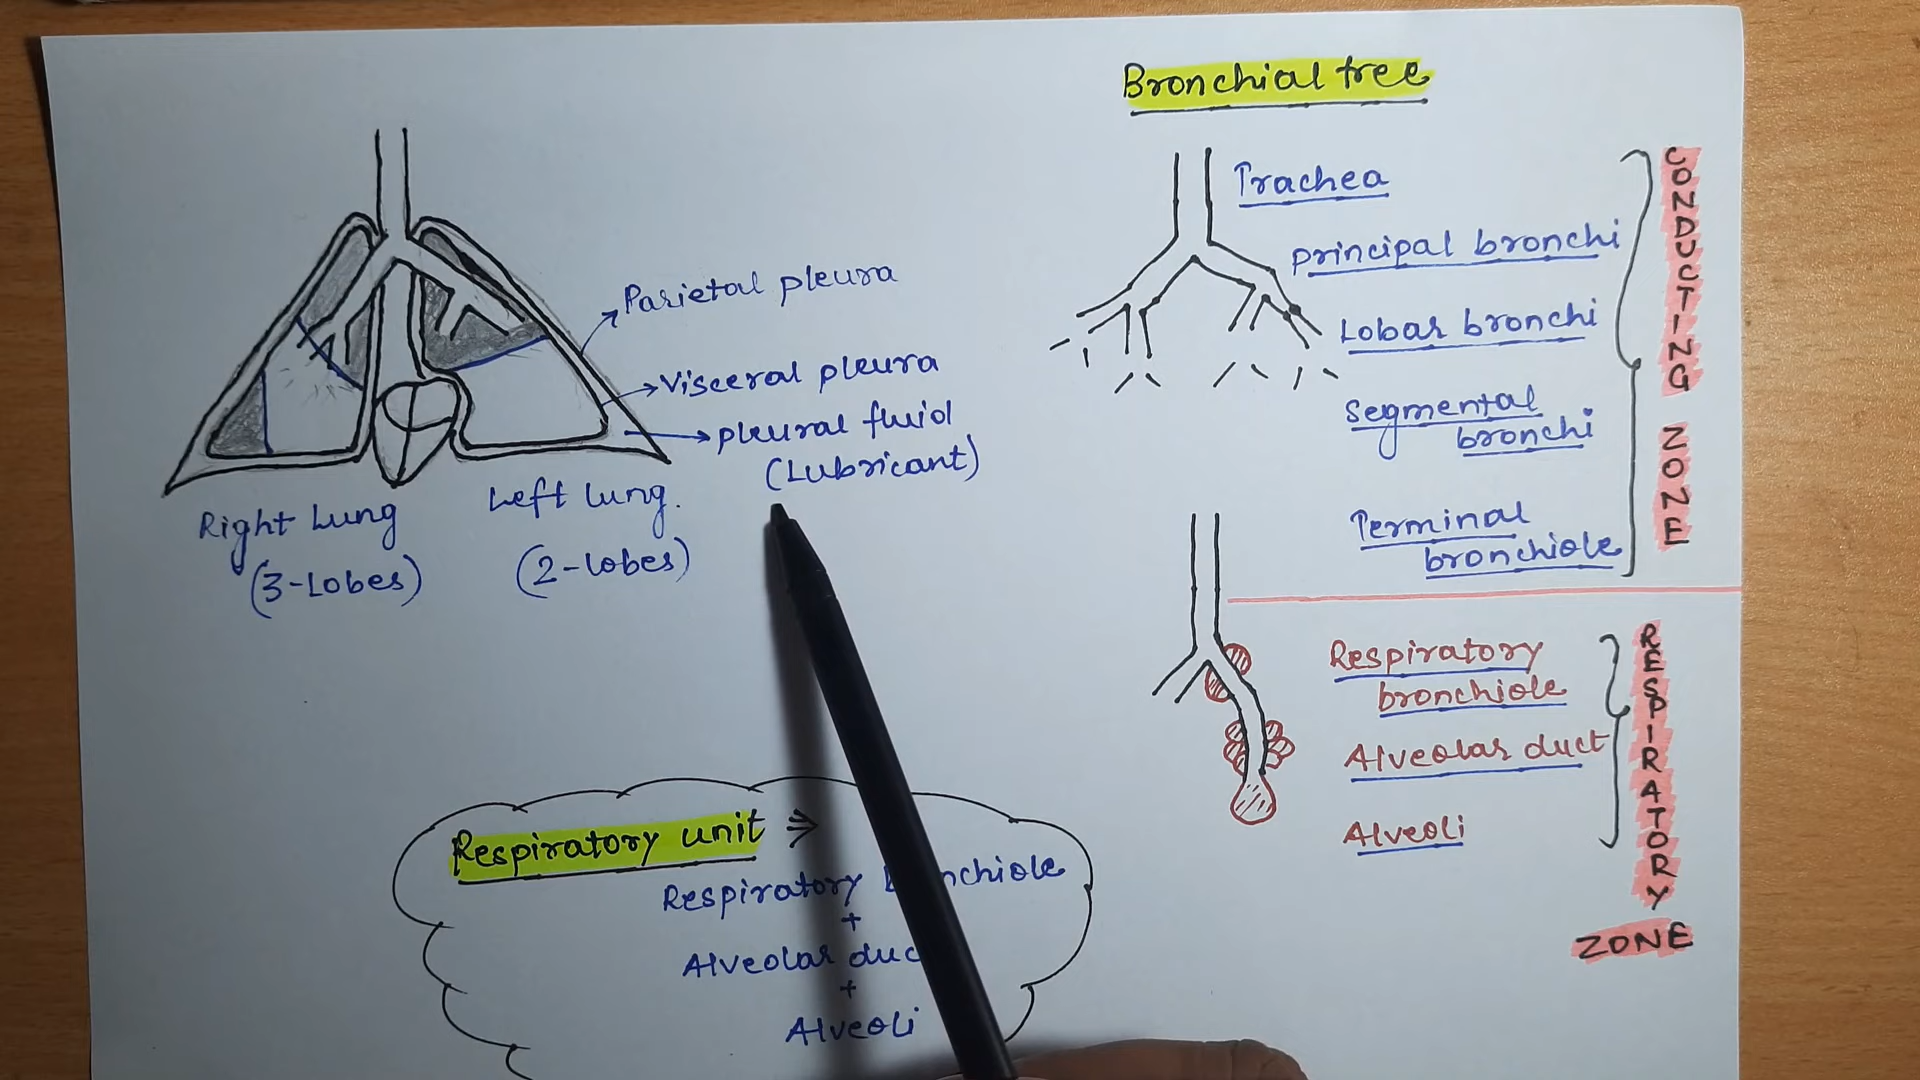 Bronchial tree
Trachea
Principal bronchi
Lobar bronchi
Segmental
bronchi
Terminal
bronchiole
CONDUCTING ZONE
Parietal pleura
Visceral pleura
pleural fluid
(Lubricant)
Right Lung
(3-Lobes)
Left lung.
(2-lobes)
Respiratory
bronchiole
Alveolar duct
Alveoli
RESPIRATORY
ZONE
Respiratory unit ⇒
Respiratory
+
Alveolar
+
Alveoli